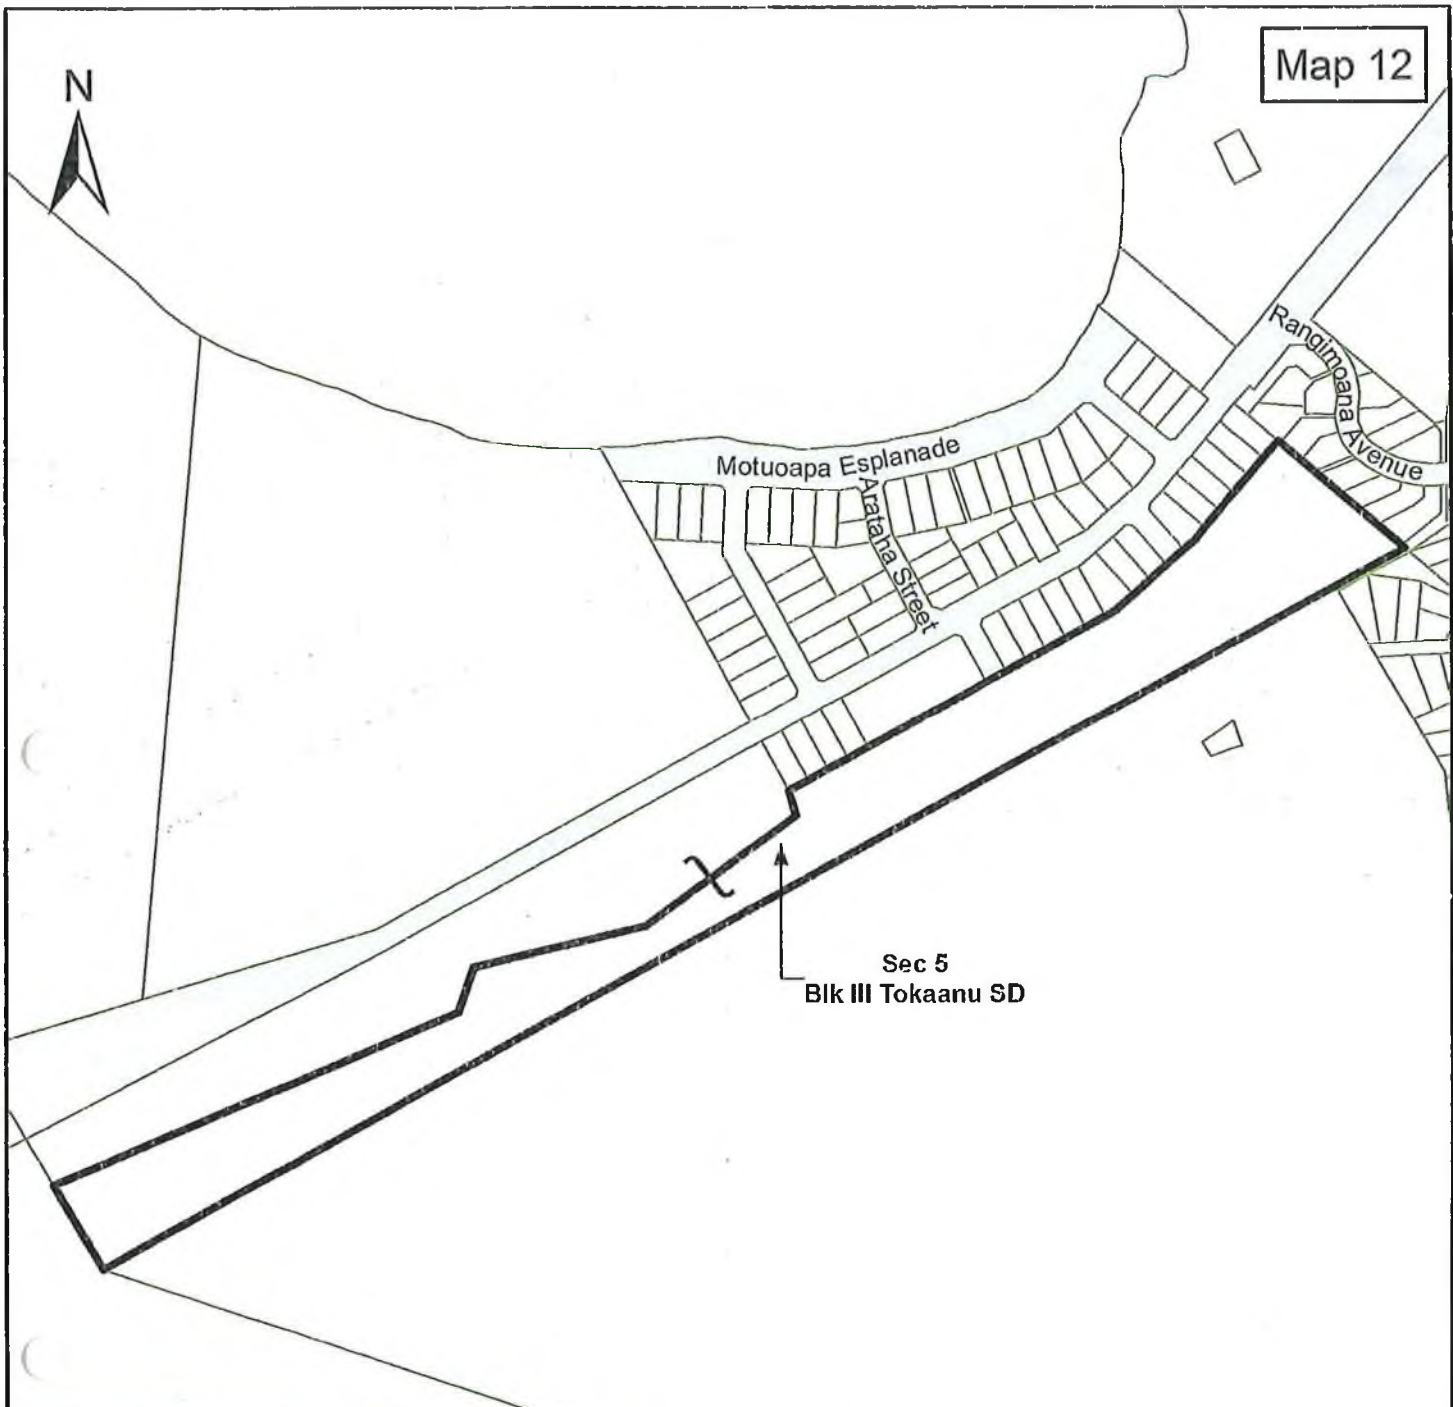 Map 12
N
Rangimoana Avenue
Motuoapa Esplanade
Arataha Street
Sec 5
Blk III Tokaanu SD